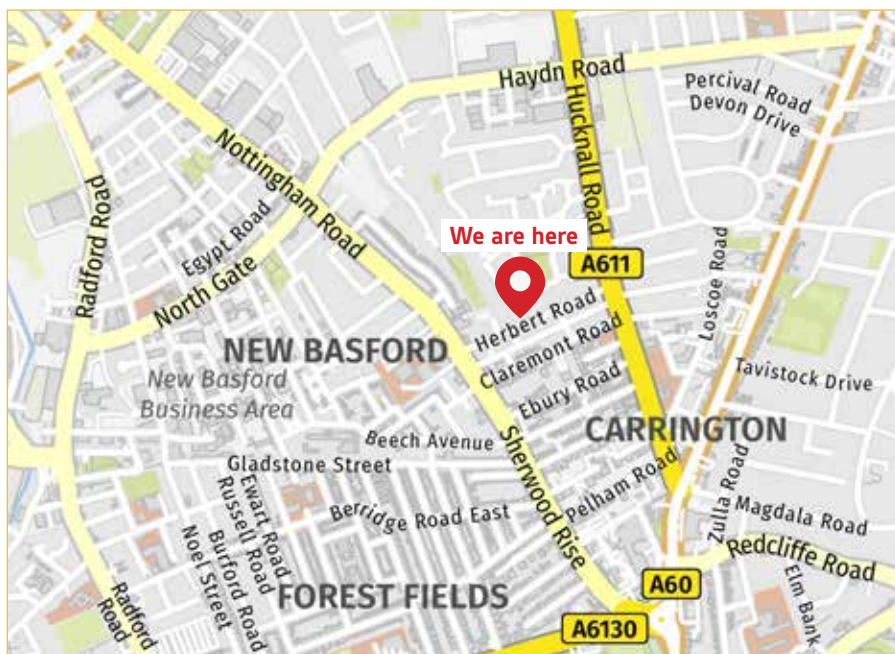 Haydn Road
Percival Road
Devon Drive
Hucknall Road
Nottingham Road
Radford Road
Egypt Road
North Gate
We are here
A611
Loscoe Road
Herbert Road
Claremont Road
NEW BASFORD
New Basford
Business Area
Ebury Road
Tavistock Drive
CARRINGTON
Beech Avenue
Sherwood Rise
Gladstone Street
Pelham Road
Zulla Road
Ewart Road
Russell Road
Burford Road
Noel Street
Berridge Road East
Magdala Road
Redcliffe Road
FOREST FIELDS
A60
Elm Bank
Radford
Road
A6130